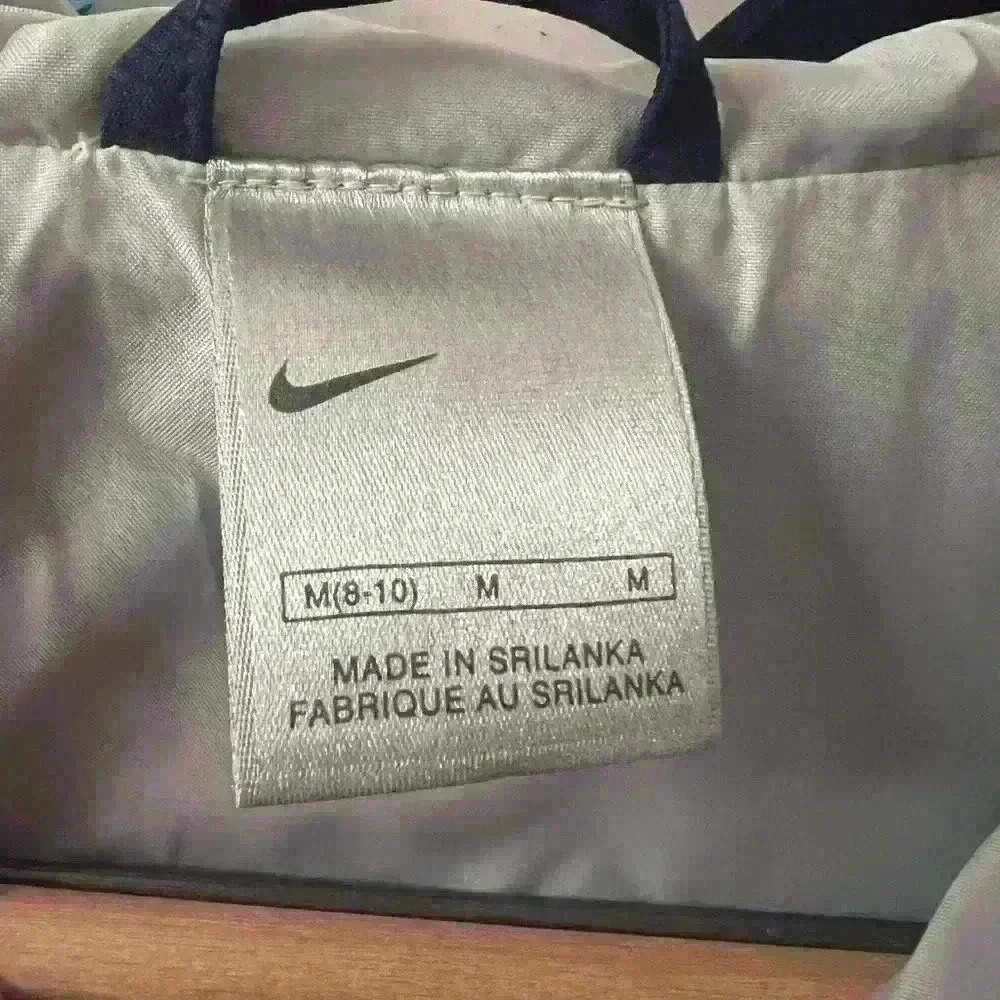 M(8-10) M M
MADE IN SRILANKA
FABRIQUE AU SRILANKA